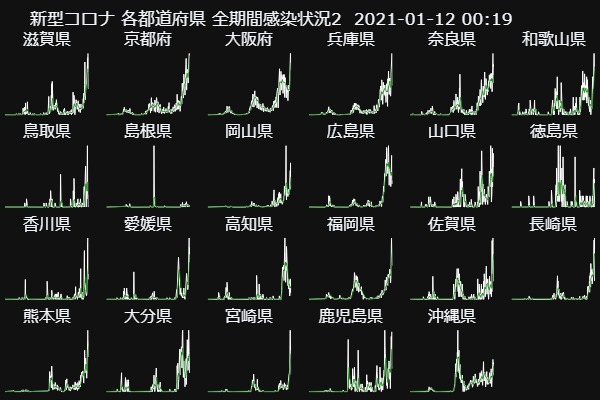 新型コロナ 各都道府県 全期間感染状況2 2021-01-12 00:19
滋賀県 京都府 大阪府 兵庫県 奈良県 和歌山県
鳥取県 島根県 岡山県 広島県 山口県 徳島県
香川県 愛媛県 高知県 福岡県 佐賀県 長崎県
熊本県 大分県 宮崎県 鹿児島県 沖縄県